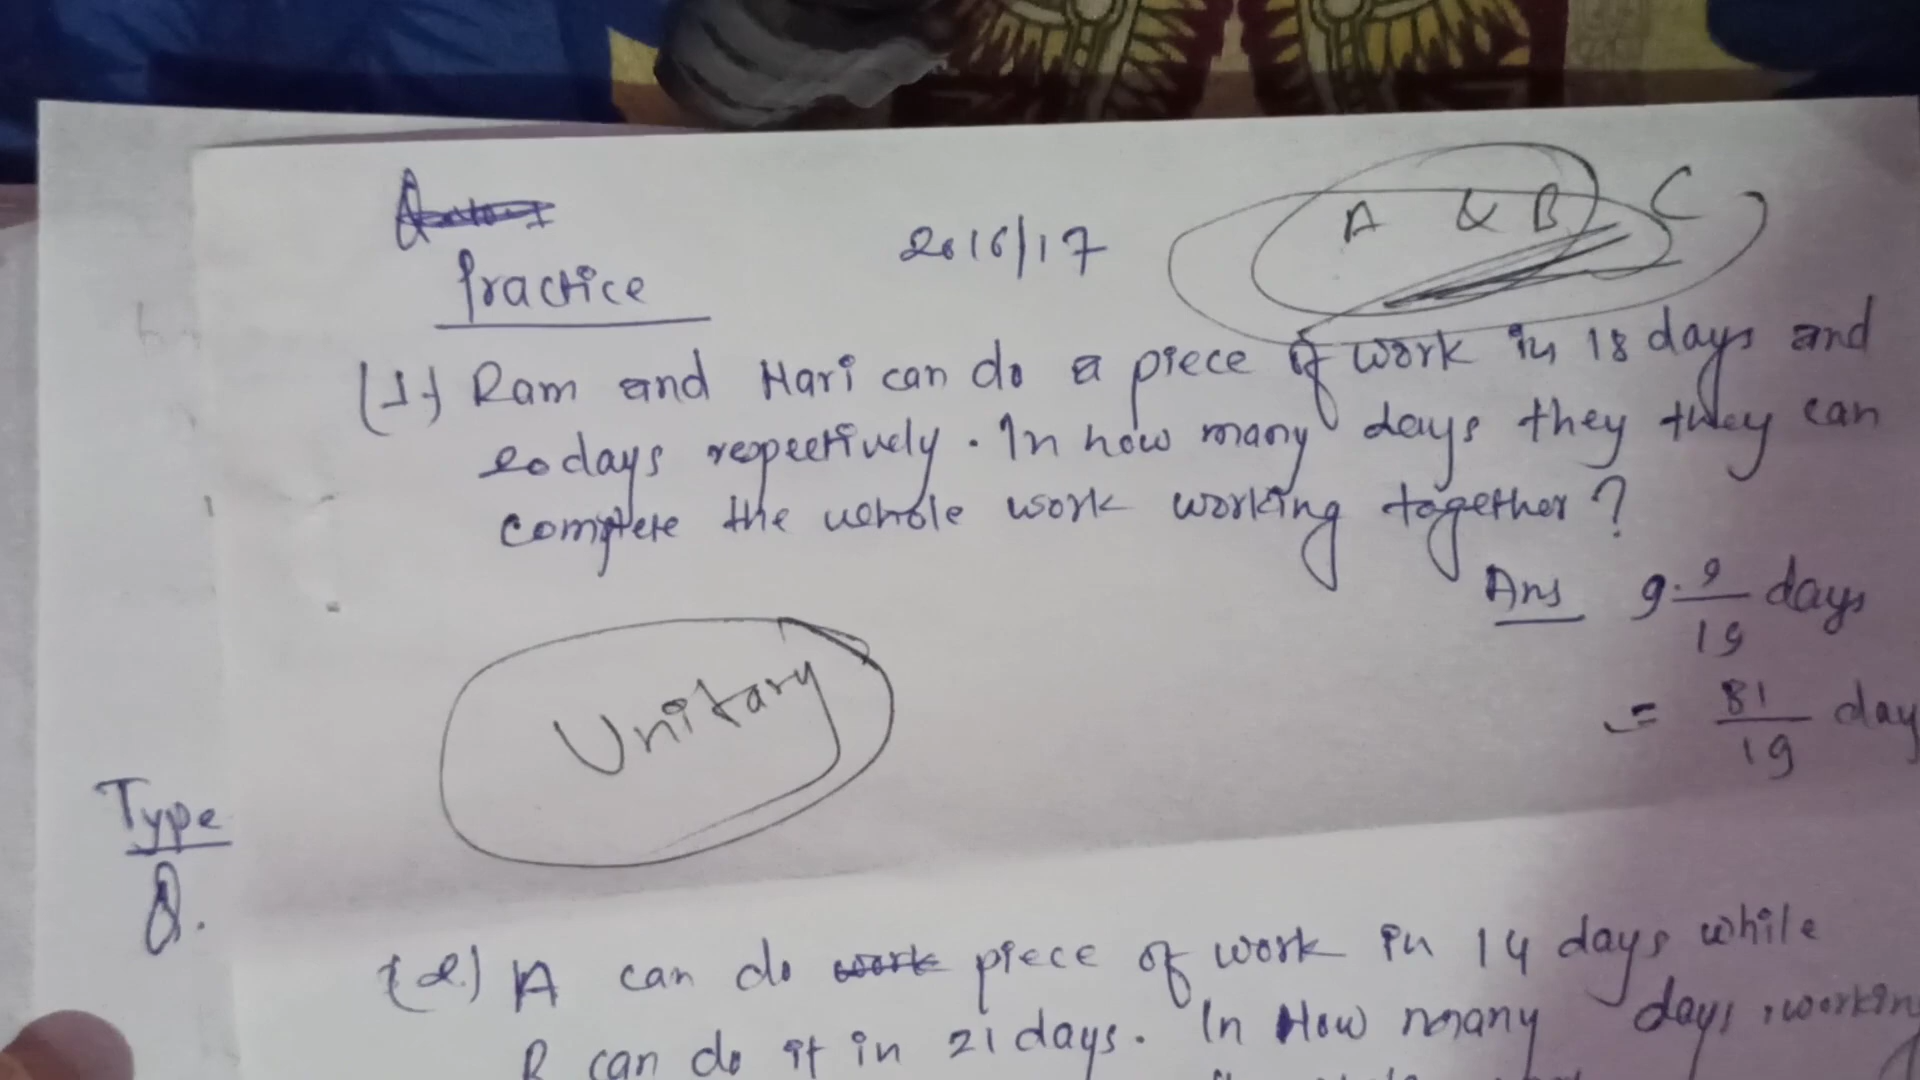 Practice
2016/17
A & B C
(1) Ram and Hari can do a piece of work in 18 days and
20 days respectively. In how many days they they can
complete the whole work working together?
Ans 9 9/19 days
= 81/19 day
Unitary
Type
Q.
(2.) A can do work piece of work in 14 days while
B can do it in 21 days. In How many days, working